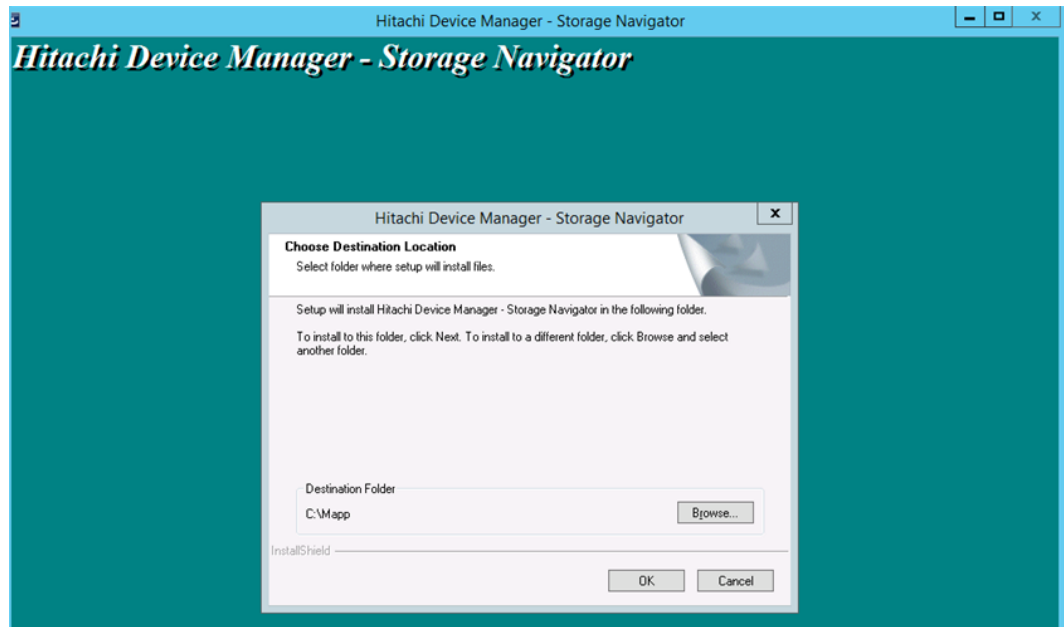 Hitachi Device Manager - Storage Navigator
Hitachi Device Manager - Storage Navigator
Hitachi Device Manager - Storage Navigator
Choose Destination Location
Select folder where setup will install files.
Setup will install Hitachi Device Manager - Storage Navigator in the following folder.
To install to this folder, click Next. To install to a different folder, click Browse and select
another folder.
Destination Folder
C:\Mapp
Browse...
InstallShield
OK
Cancel